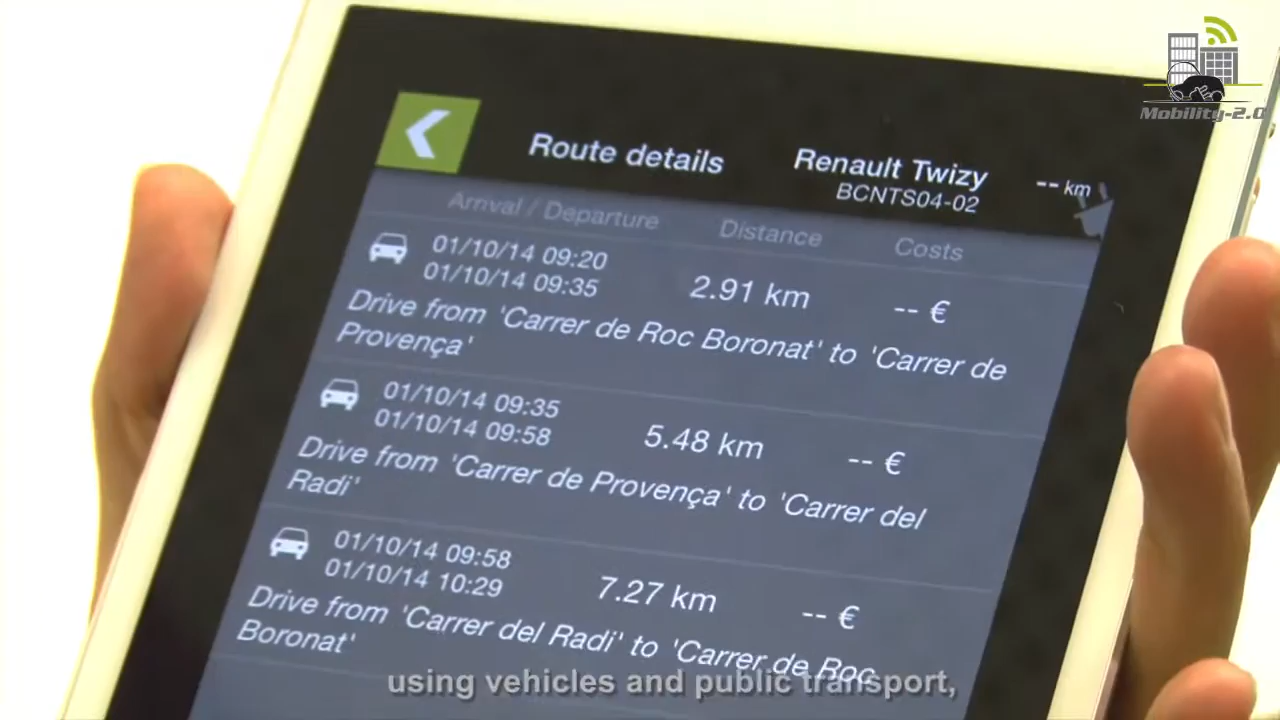 Mobility-2.0
Route details
Renault Twizy
BCNTS04-02
-- km
Arrival / Departure Distance Costs
01/10/14 09:20
01/10/14 09:35
2.91 km
-- €
Drive from 'Carrer de Roc Boronat' to 'Carrer de
Provença'
01/10/14 09:35
01/10/14 09:58
5.48 km
-- €
Drive from 'Carrer de Provença' to 'Carrer del
Radi'
01/10/14 09:58
01/10/14 10:29
7.27 km
-- €
Drive from 'Carrer del Radi' to 'Carrer de Roc
Boronat'
using vehicles and public transport,